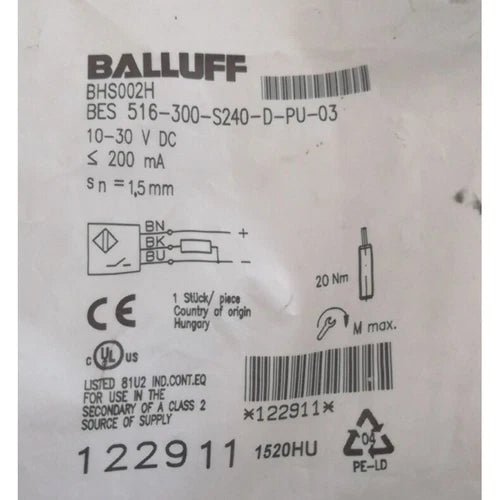 BALLUFF
BHS002H
BES 516-300-S240-D-PU-03
10-30 V DC
≤ 200 mA
sn = 1,5 mm
BN +
BK
BU −
20 Nm
M max.
CE
1 Stück/ piece
Country of origin
Hungary
c UL US
LISTED 81U2 IND.CONT.EQ
FOR USE IN THE
SECONDARY OF A CLASS 2
SOURCE OF SUPPLY
*122911*
122911 1520HU
04
PE-LD